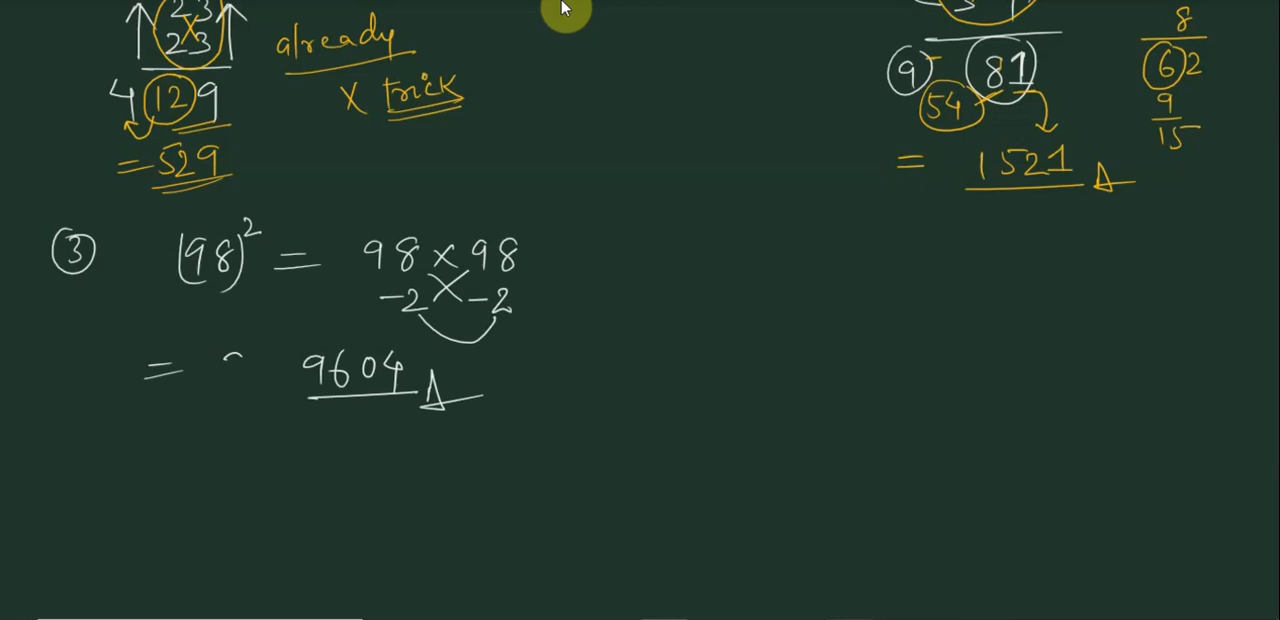 23
23
4 12 9
= 529
already
× trick
9 81
54
= 1521
8
62
9
15
③ (98)² = 98 × 98
-2 × -2
= 9604